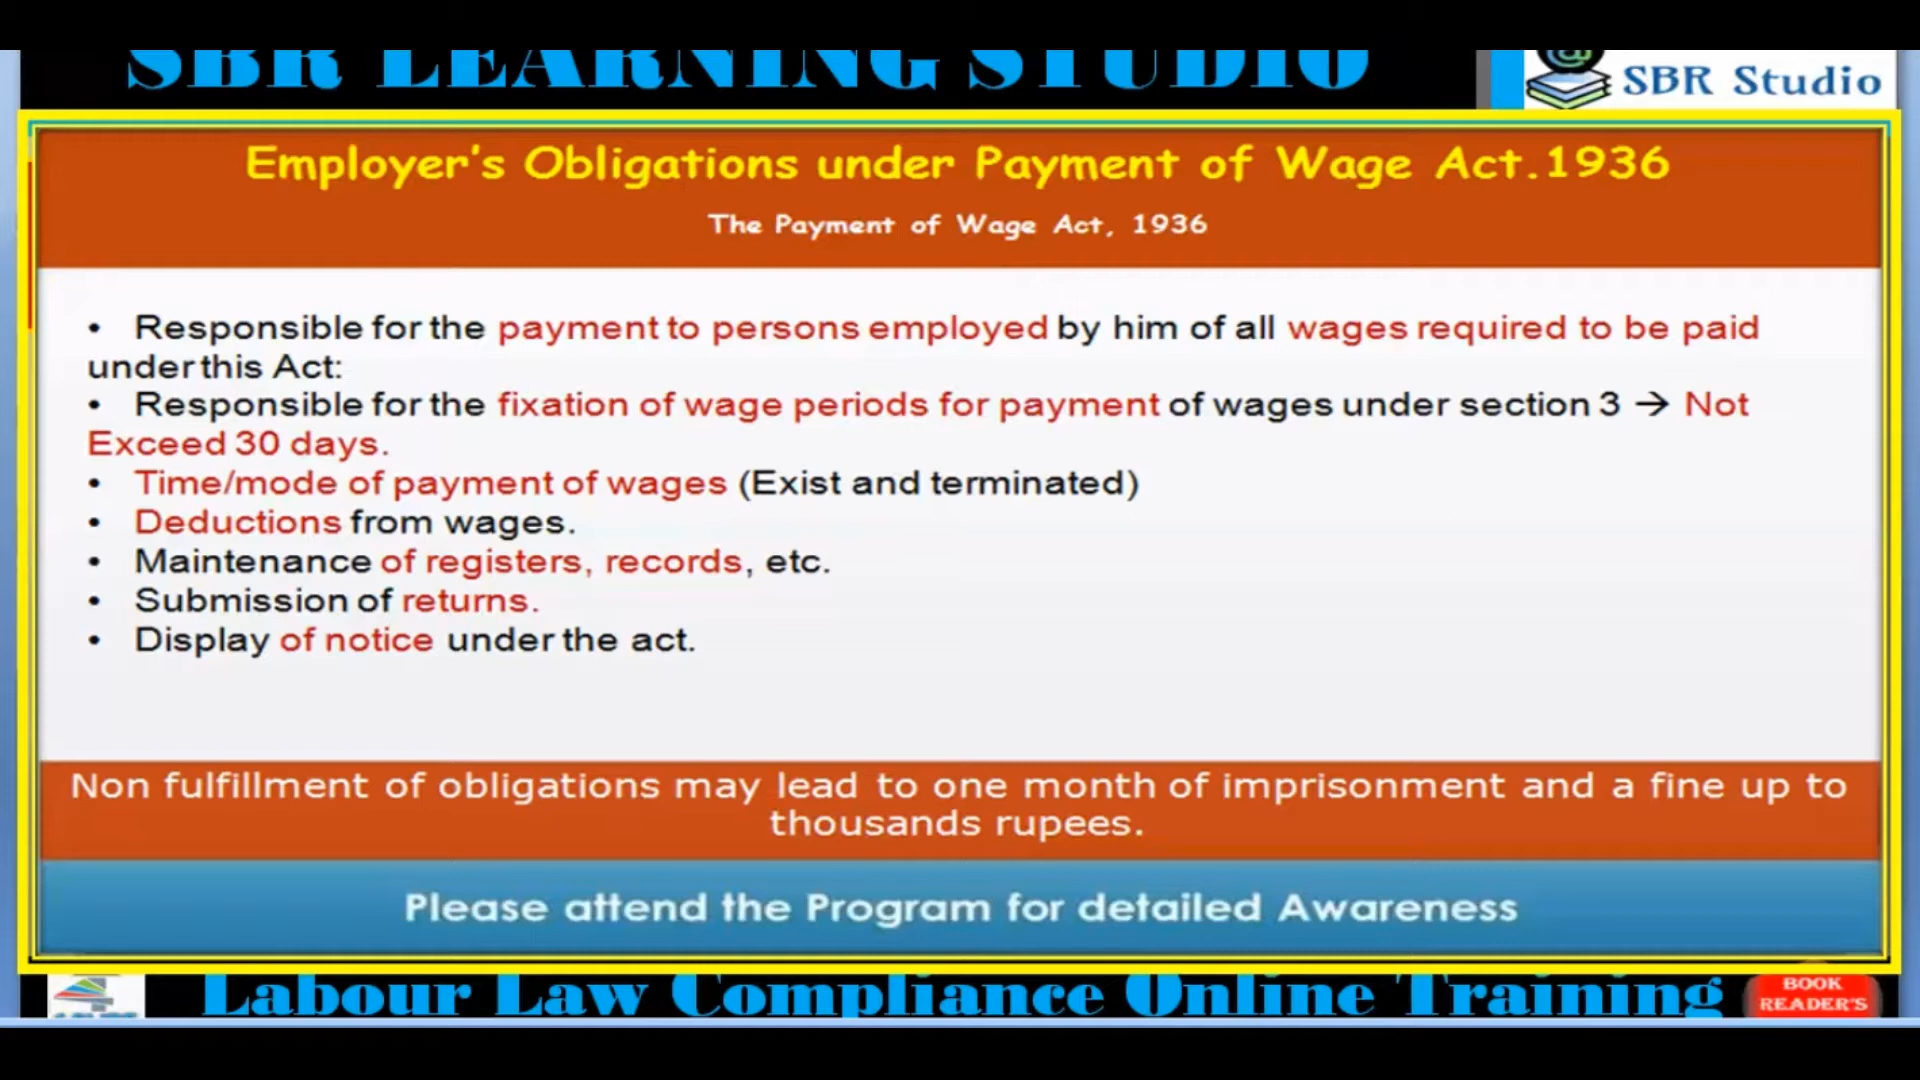 SBR LEARNING STUDIO
SBR Studio
Employer's Obligations under Payment of Wage Act.1936
The Payment of Wage Act, 1936
• Responsible for the payment to persons employed by him of all wages required to be paid
under this Act:
• Responsible for the fixation of wage periods for payment of wages under section 3 → Not
Exceed 30 days.
• Time/mode of payment of wages (Exist and terminated)
• Deductions from wages.
• Maintenance of registers, records, etc.
• Submission of returns.
• Display of notice under the act.
Non fulfillment of obligations may lead to one month of imprisonment and a fine up to
thousands rupees.
Please attend the Program for detailed Awareness
Labour Law Compliance Online Training
BOOK
READER'S